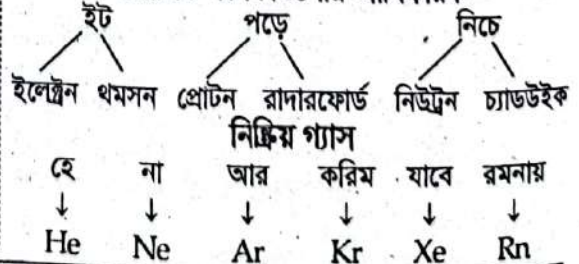 ইট পড়ে নিচে
ইলেক্ট্রন থমসন প্রোটন রাদারফোর্ড নিউট্রন চ্যাডউইক
নিষ্ক্রিয় গ্যাস
হে না আর করিম যাবে রমনায়
↓ ↓ ↓ ↓ ↓ ↓
He Ne Ar Kr Xe Rn